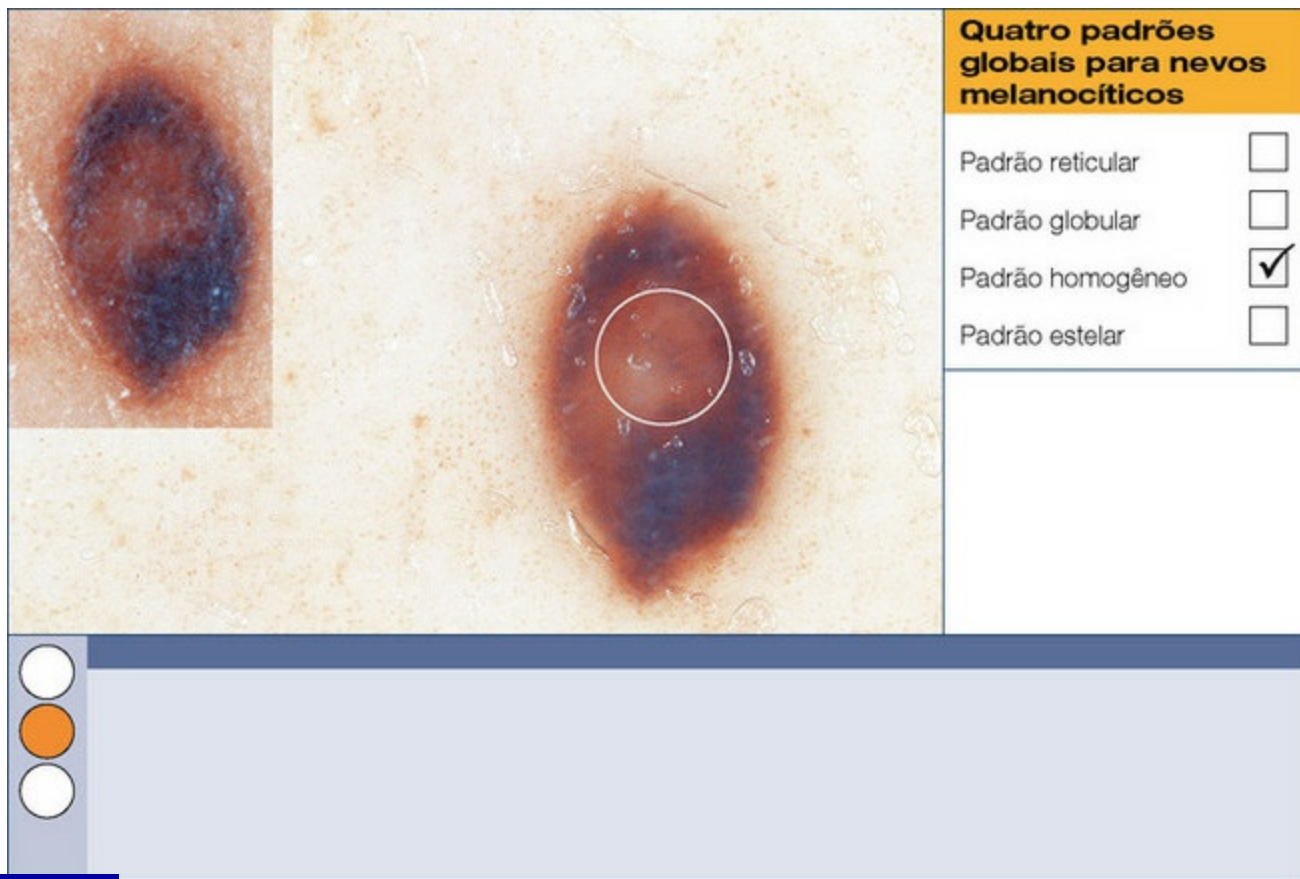 Quatro padrões
globais para nevos
melanocíticos
Padrão reticular
Padrão globular
Padrão homogêneo
Padrão estelar